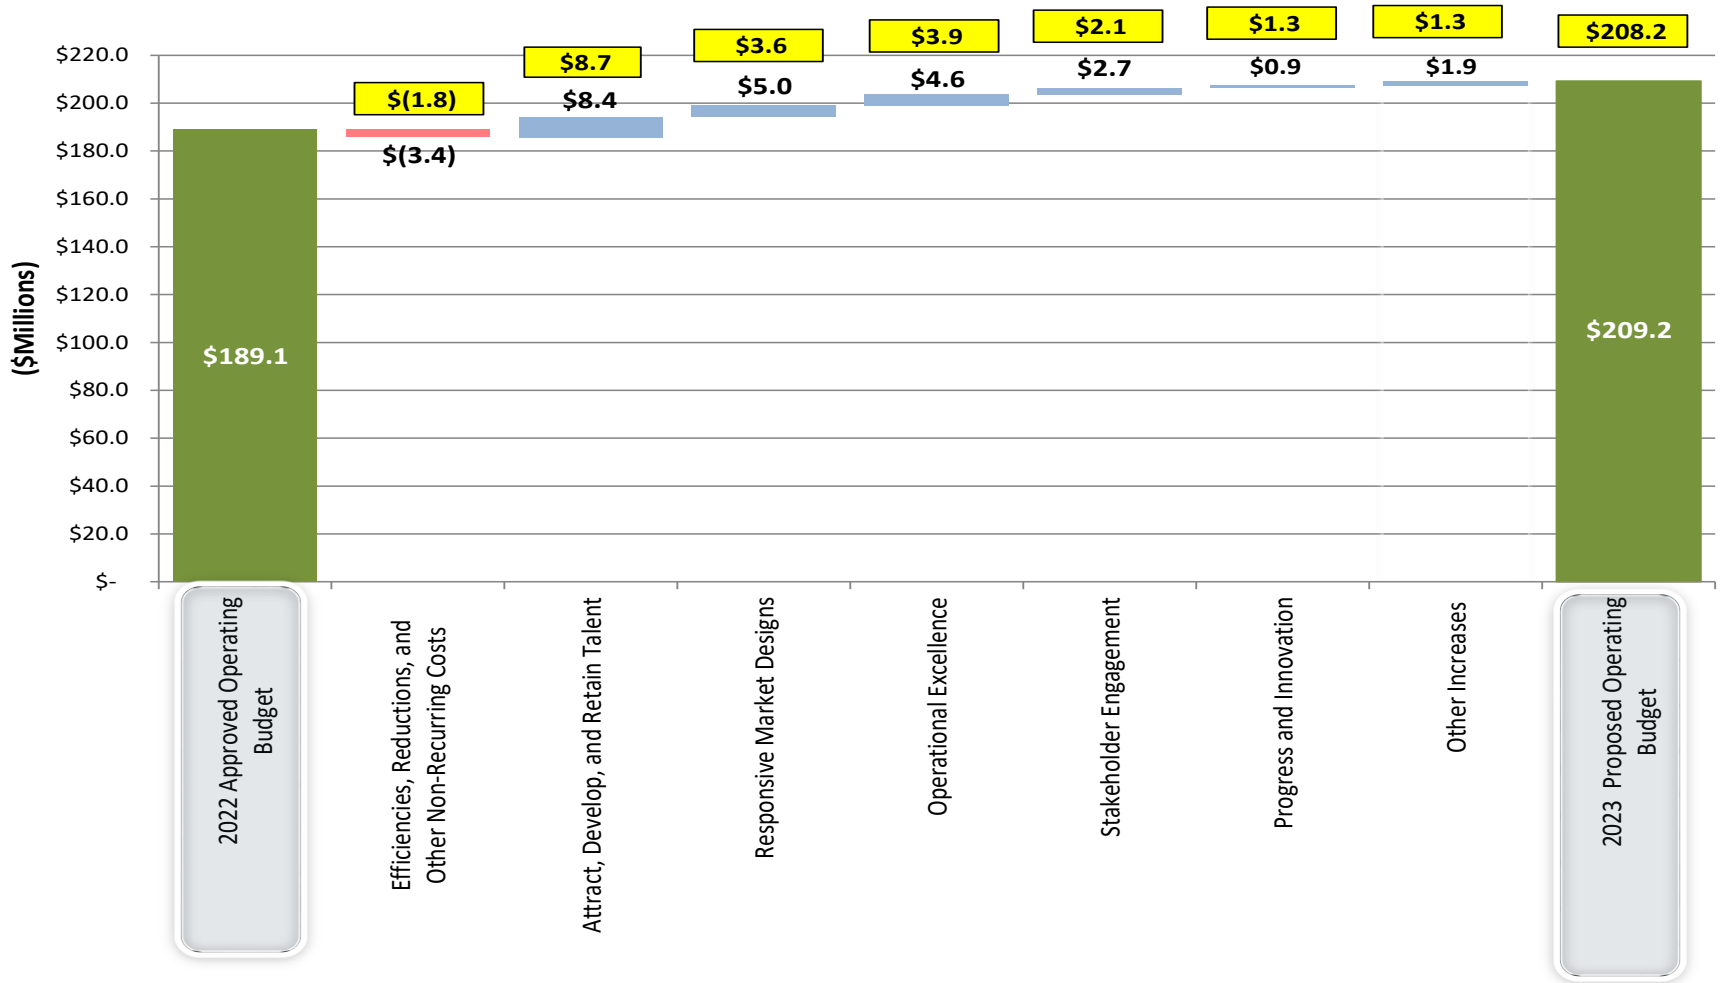 $(1.8)
$8.7
$3.6
$3.9
$2.1
$1.3
$1.3
$208.2
($Millions)
$220.0
$200.0
$180.0
$160.0
$140.0
$120.0
$100.0
$80.0
$60.0
$40.0
$20.0
$-
$189.1
$(3.4)
$8.4
$5.0
$4.6
$2.7
$0.9
$1.9
$209.2
2022 Approved Operating
Budget
Efficiencies, Reductions, and
Other Non-Recurring Costs
Attract, Develop, and Retain Talent
Responsive Market Designs
Operational Excellence
Stakeholder Engagement
Progress and Innovation
Other Increases
2023 Proposed Operating
Budget